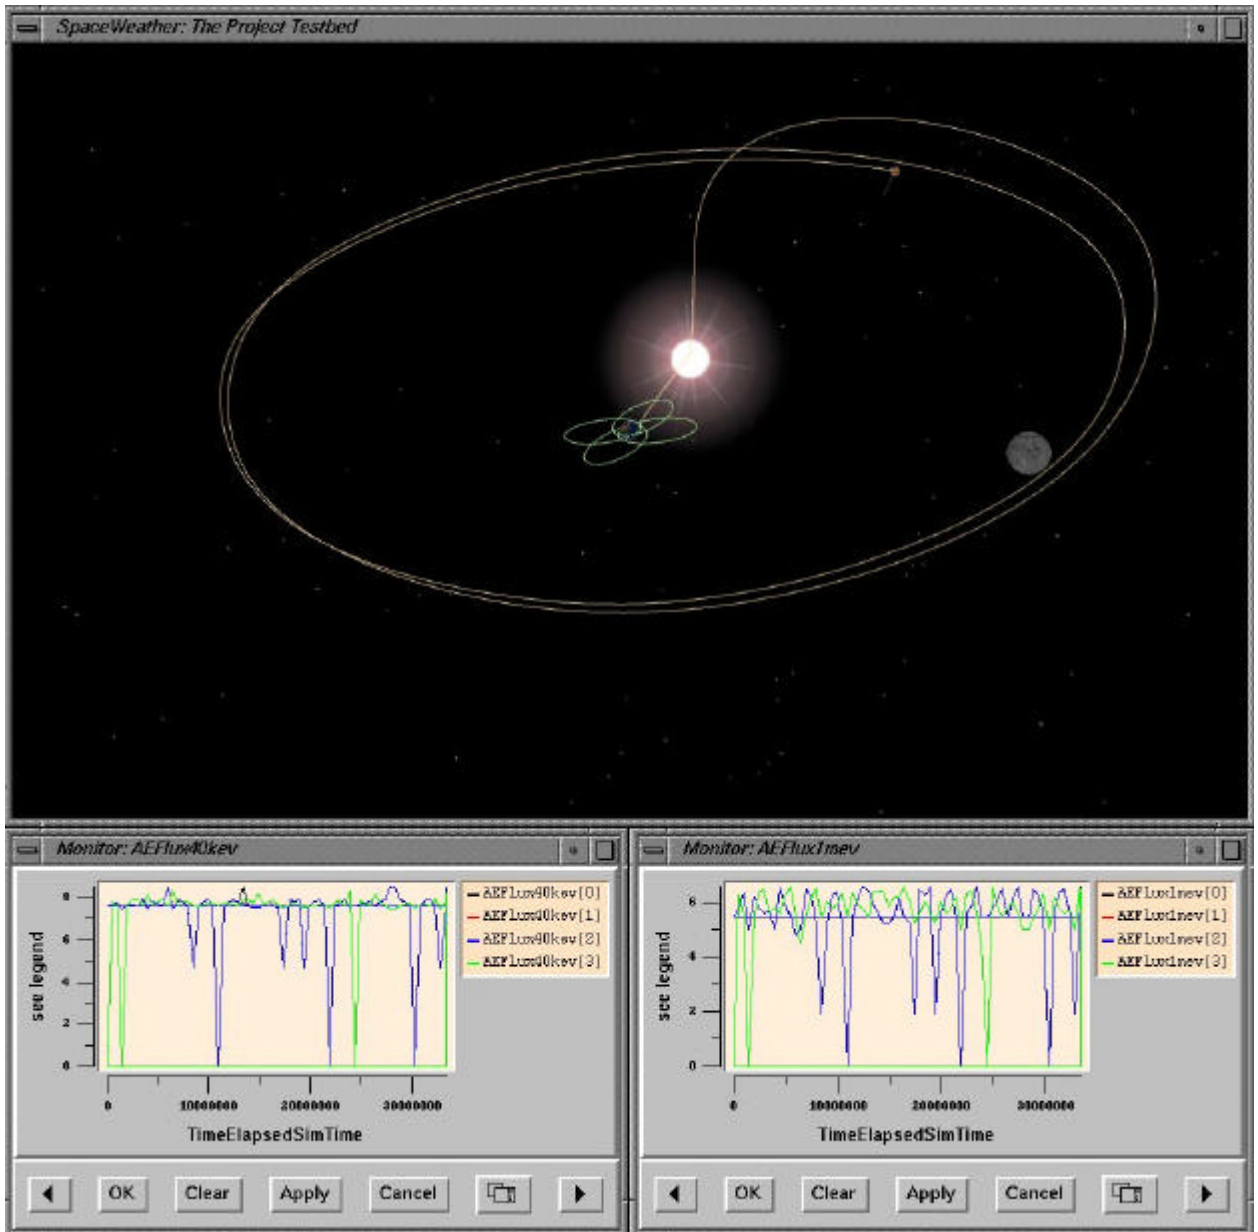 SpaceWeather: The Project Testbed
Monitor: AEFlux40kev
8
6
4
2
0
see legend
0 10000000 20000000 30000000
TimeElapsedSimTime
AEFlux40kev[0]
AEFlux40kev[1]
AEFlux40kev[2]
AEFlux40kev[3]
OK Clear Apply Cancel
Monitor: AEFlux1mev
6
4
2
0
see legend
0 10000000 20000000 30000000
TimeElapsedSimTime
AEFlux1mev[0]
AEFlux1mev[1]
AEFlux1mev[2]
AEFlux1mev[3]
OK Clear Apply Cancel